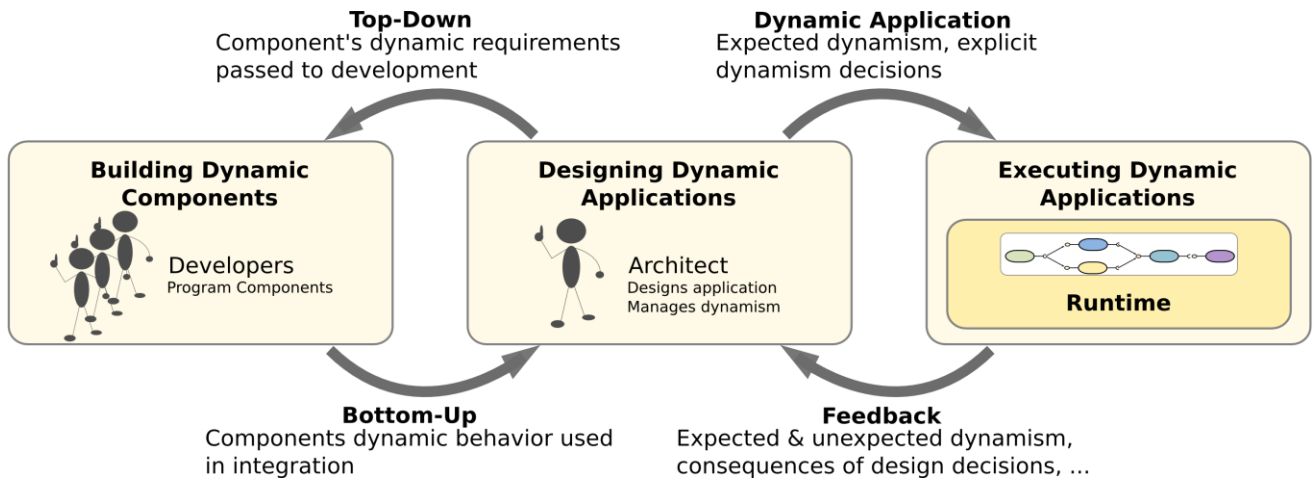 Top-Down
Component's dynamic requirements
passed to development
Dynamic Application
Expected dynamism, explicit
dynamism decisions
Building Dynamic
Components
Developers
Program Components
Designing Dynamic
Applications
Architect
Designs application
Manages dynamism
Executing Dynamic
Applications
Runtime
Bottom-Up
Components dynamic behavior used
in integration
Feedback
Expected & unexpected dynamism,
consequences of design decisions, ...